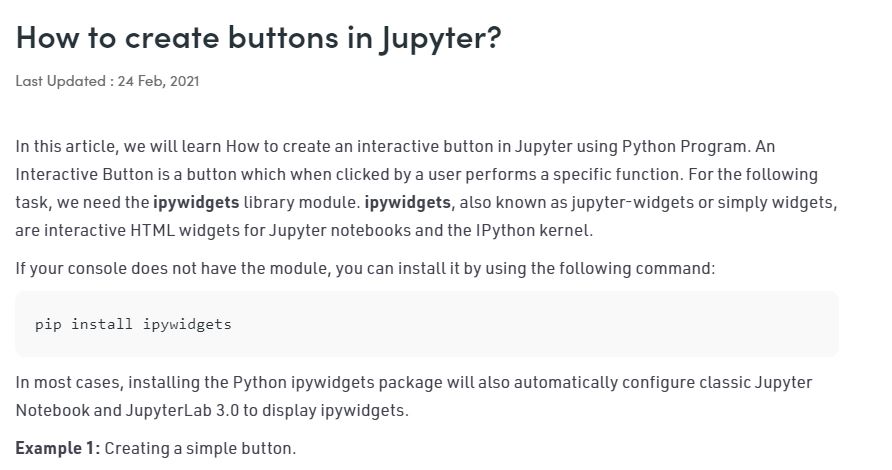 How to create buttons in Jupyter?
Last Updated : 24 Feb, 2021
In this article, we will learn How to create an interactive button in Jupyter using Python Program. An
Interactive Button is a button which when clicked by a user performs a specific function. For the following
task, we need the ipywidgets library module. ipywidgets, also known as jupyter-widgets or simply widgets,
are interactive HTML widgets for Jupyter notebooks and the IPython kernel.
If your console does not have the module, you can install it by using the following command:
pip install ipywidgets
In most cases, installing the Python ipywidgets package will also automatically configure classic Jupyter
Notebook and JupyterLab 3.0 to display ipywidgets.
Example 1: Creating a simple button.